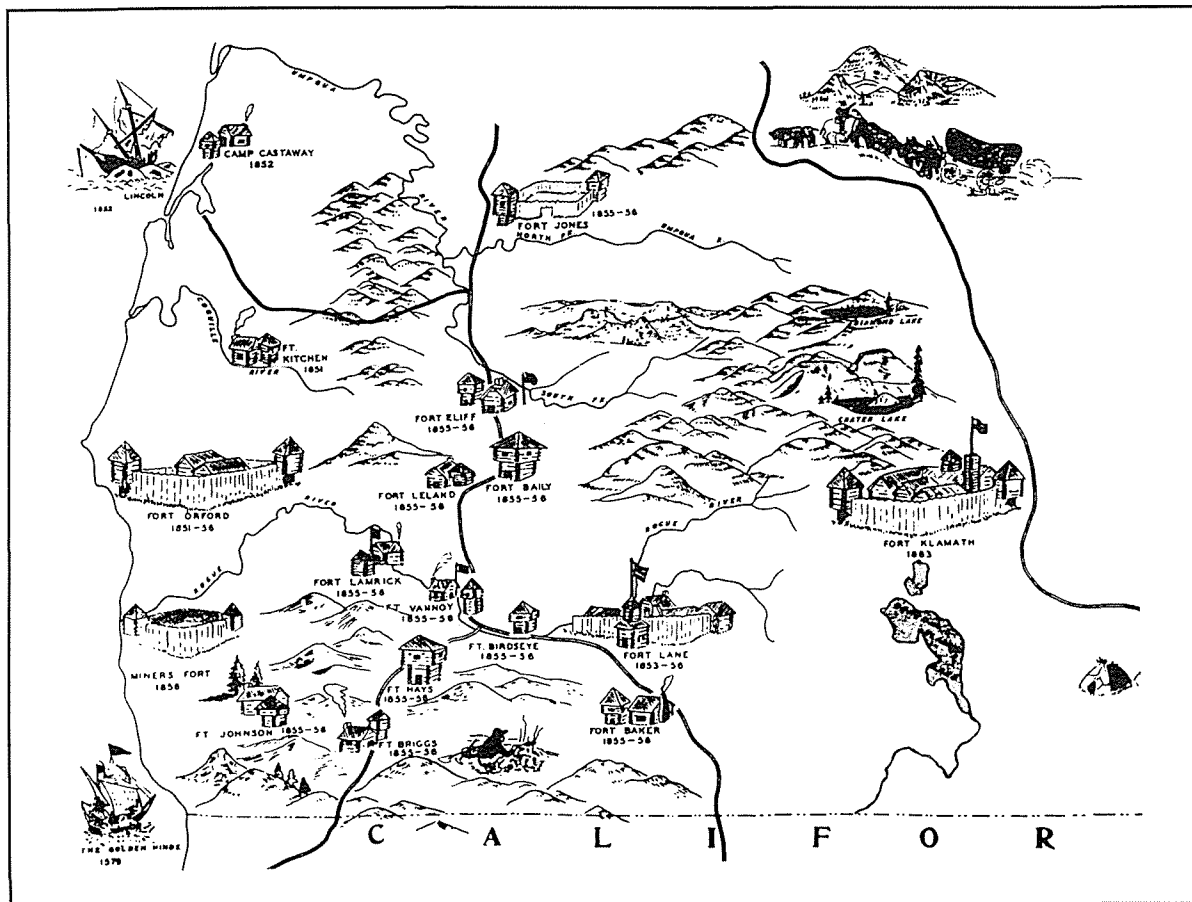 UMPQUA
RIVER
CAMP CASTAWAY
1852
LINCOLN
1852
FORT JONES
1855-56
NORTH FK
UMPQUA R.
COQUILLE
RIVER
FT.
KITCHEN
1851
DIAMOND LAKE
CRATER LAKE
SOUTH FK
FORT ELIFF
1855-56
FORT BAILY
1855-56
FORT LELAND
1855-56
FORT ORFORD
1851-56
FORT KLAMATH
1863
ROGUE
RIVER
ROGUE
RIVER
FORT LAMRICK
1855-56
FT VANNOY
1855-56
FT. BIRDSEYE
1855-56
FORT LANE
1853-56
MINERS FORT
1856
FT HAYS
1855-56
FT JOHNSON 1855-56
FT BRIGGS
1855-56
FORT BAKER
1855-56
THE GOLDEN HINDE
1579
C A L I F O R